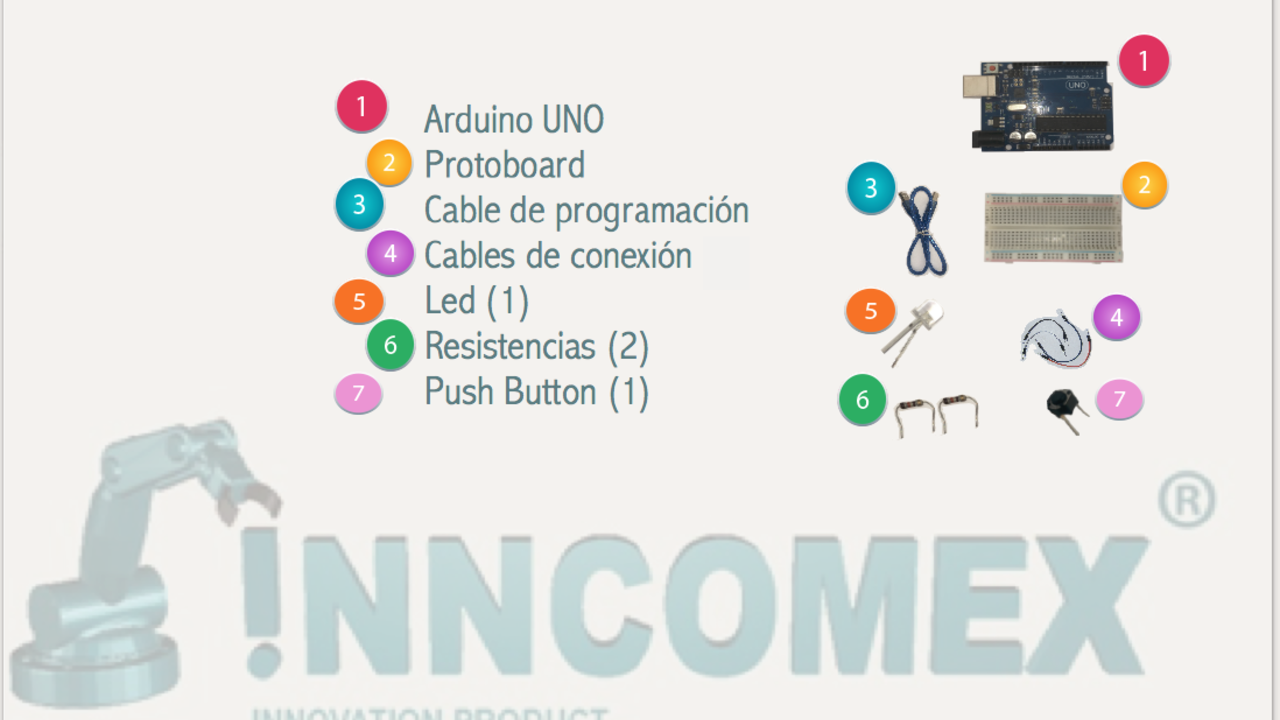 1 Arduino UNO
2 Protoboard
3 Cable de programación
4 Cables de conexión
5 Led (1)
6 Resistencias (2)
7 Push Button (1)
1
UNO
3
2
5
4
6
7
®
¡NNCOMEX
INNOVATION PRODUCT